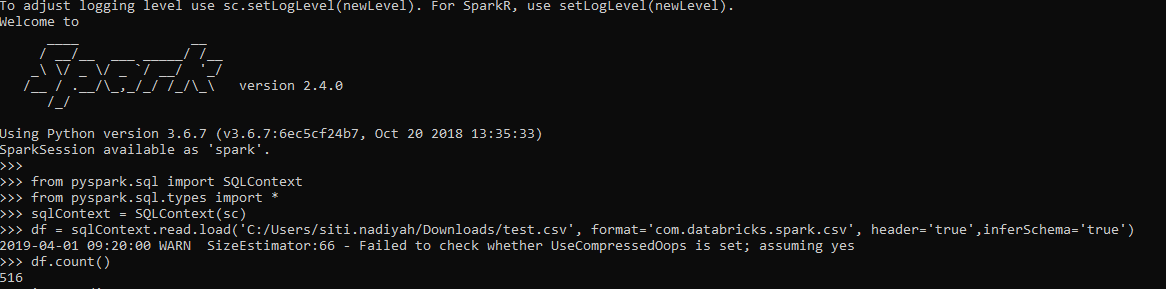 To adjust logging level use sc.setLogLevel(newLevel). For SparkR, use setLogLevel(newLevel).
Welcome to
      ____              __
     / __/__  ___ _____/ /__
    _\ \/ _ \/ _ `/ __/  '_/
   /__ / .__/\_,_/_/ /_/\_\   version 2.4.0
      /_/
Using Python version 3.6.7 (v3.6.7:6ec5cf24b7, Oct 20 2018 13:35:33)
SparkSession available as 'spark'.
>>>
>>> from pyspark.sql import SQLContext
>>> from pyspark.sql.types import *
>>> sqlContext = SQLContext(sc)
>>> df = sqlContext.read.load('C:/Users/siti.nadiyah/Downloads/test.csv', format='com.databricks.spark.csv', header='true',inferSchema='true')
2019-04-01 09:20:00 WARN  SizeEstimator:66 - Failed to check whether UseCompressedOops is set; assuming yes
>>> df.count()
516